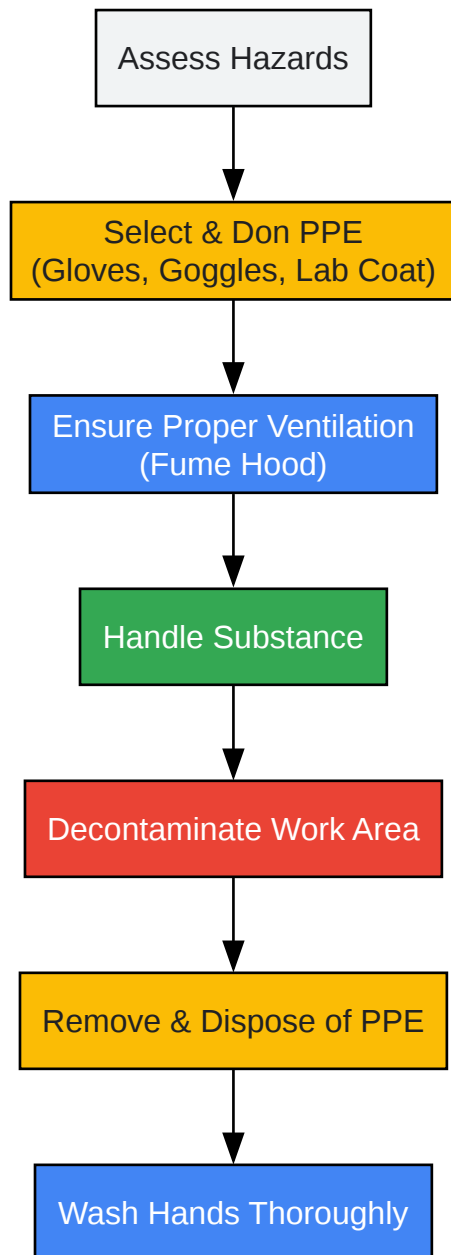 Assess Hazards
Select & Don PPE
(Gloves, Goggles, Lab Coat)
Ensure Proper Ventilation
(Fume Hood)
Handle Substance
Decontaminate Work Area
Remove & Dispose of PPE
Wash Hands Thoroughly